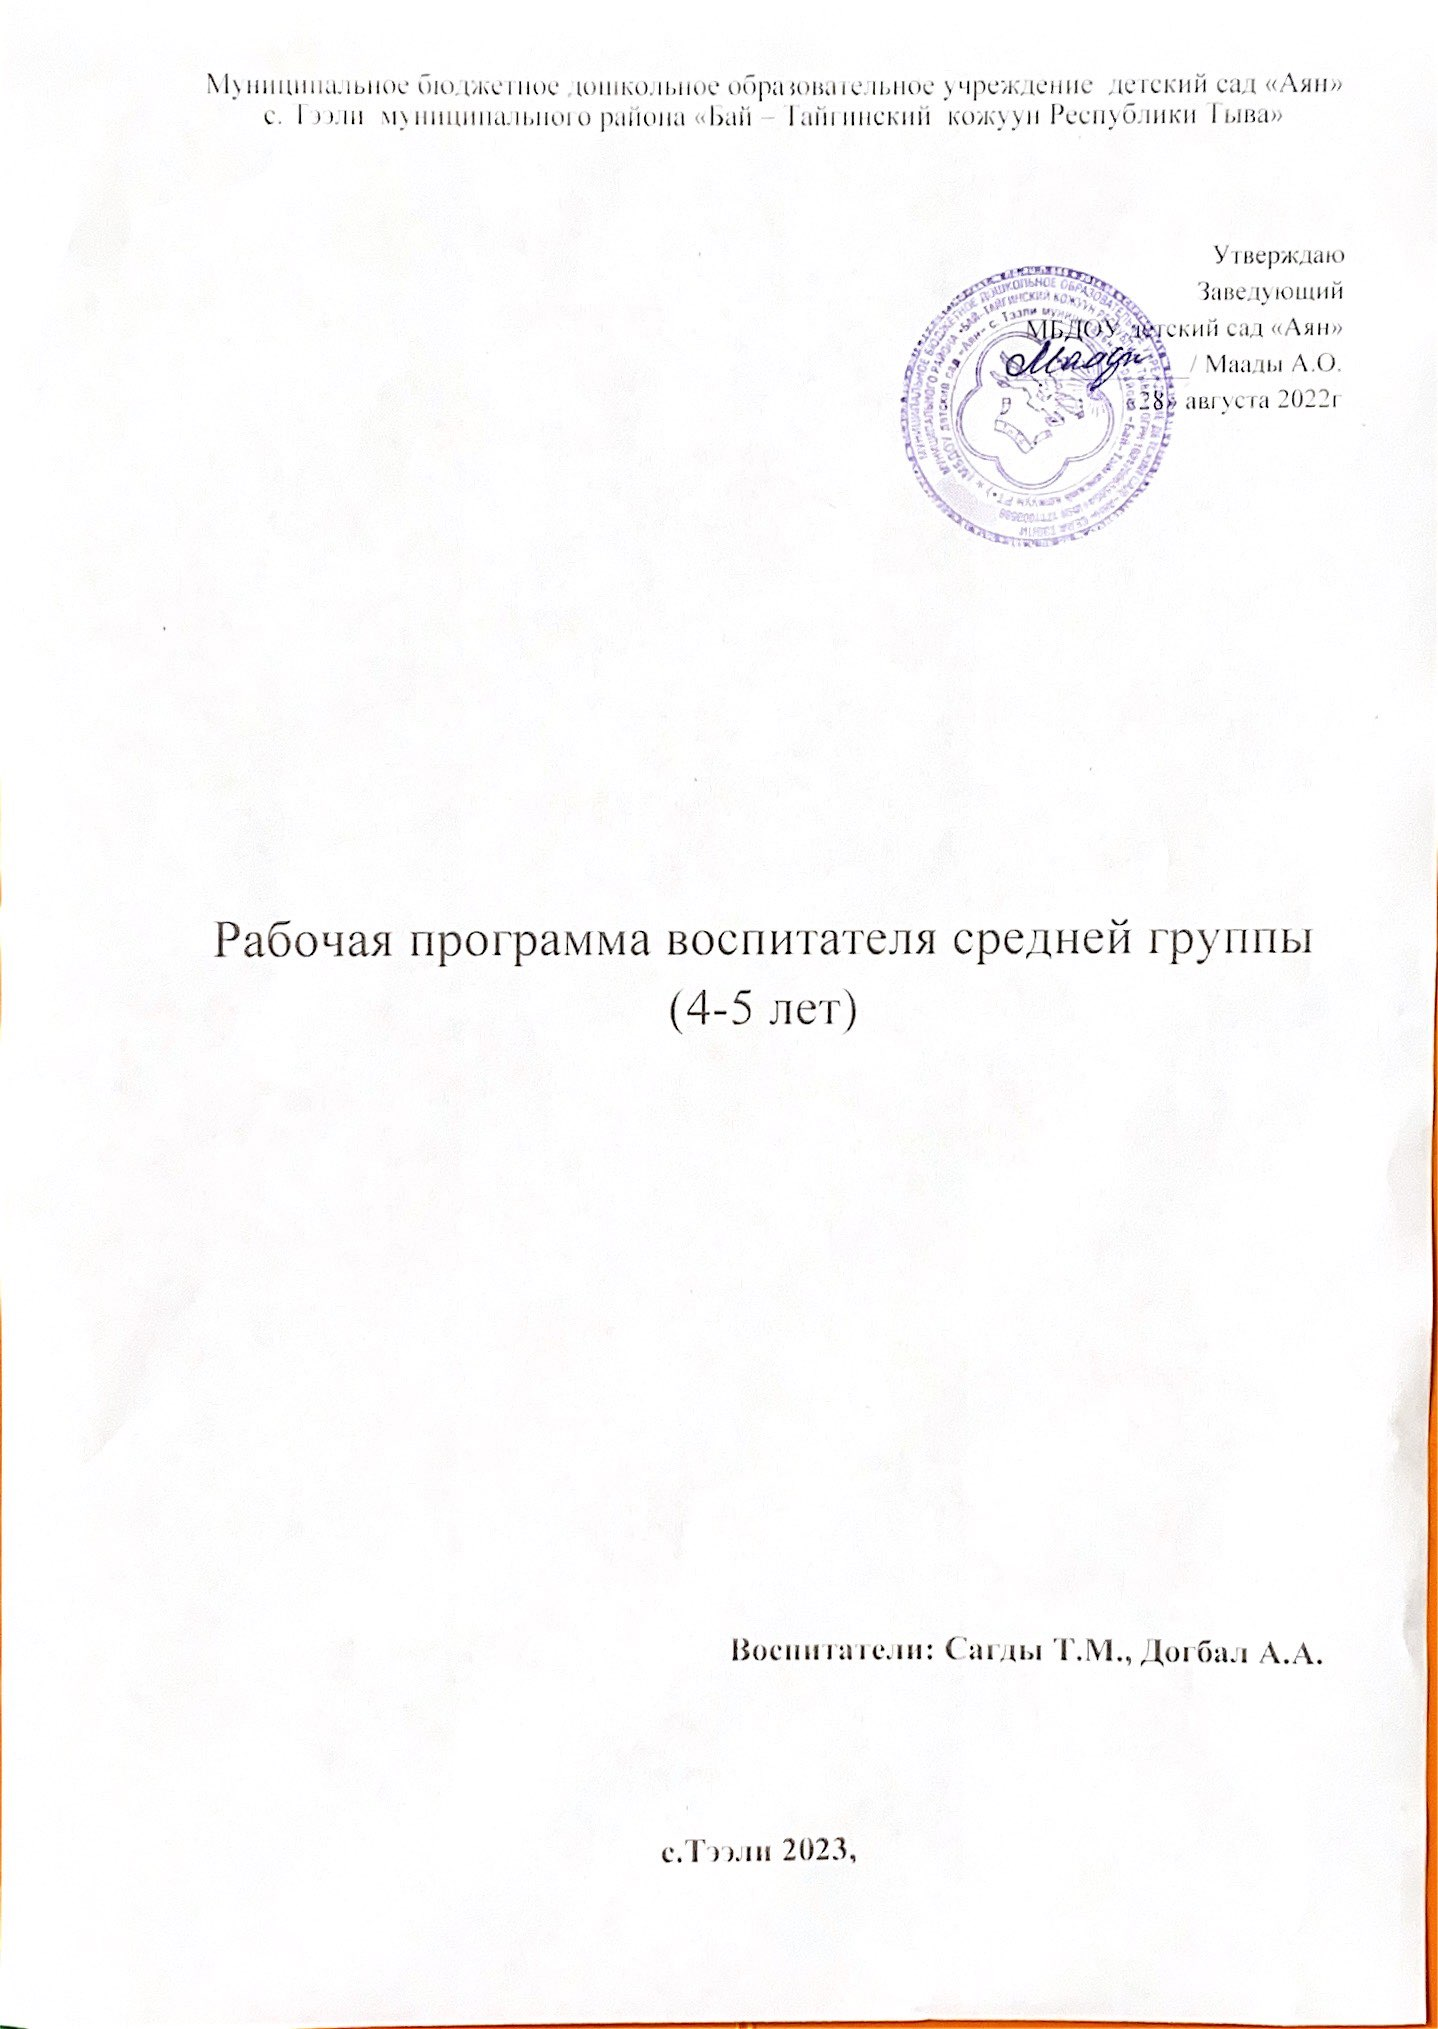 Муниципальное бюджетное дошкольное образовательное учреждение детский сад «Аян»
с. Тээли муниципального района «Бай – Тайгинский кожуун Республики Тыва»
Утверждаю
Заведующий
МБДОУ детский сад «Аян»
/ Маады А.О.
«28» августа 2022г
Рабочая программа воспитателя средней группы
(4-5 лет)
Воспитатели: Сагды Т.М., Догбал А.А.
с.Тээли 2023,